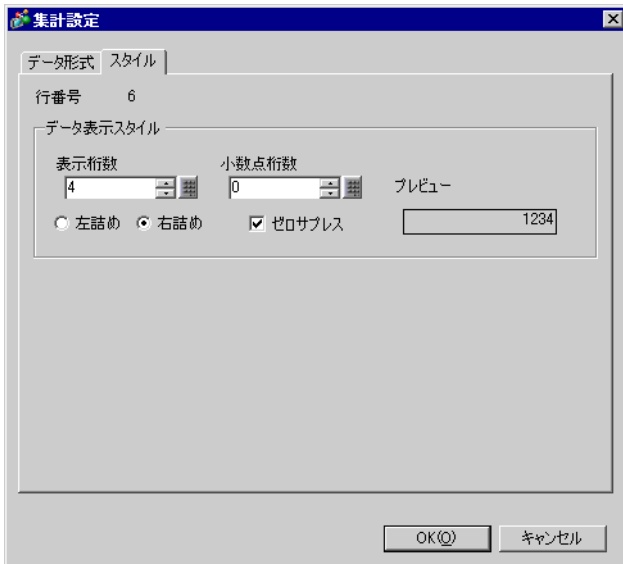 集計設定
データ形式 スタイル
行番号 6
データ表示スタイル
表示桁数 小数点桁数
4 0 プレビュー
左詰め 右詰め ゼロサプレス 1234
OK(O) キャンセル